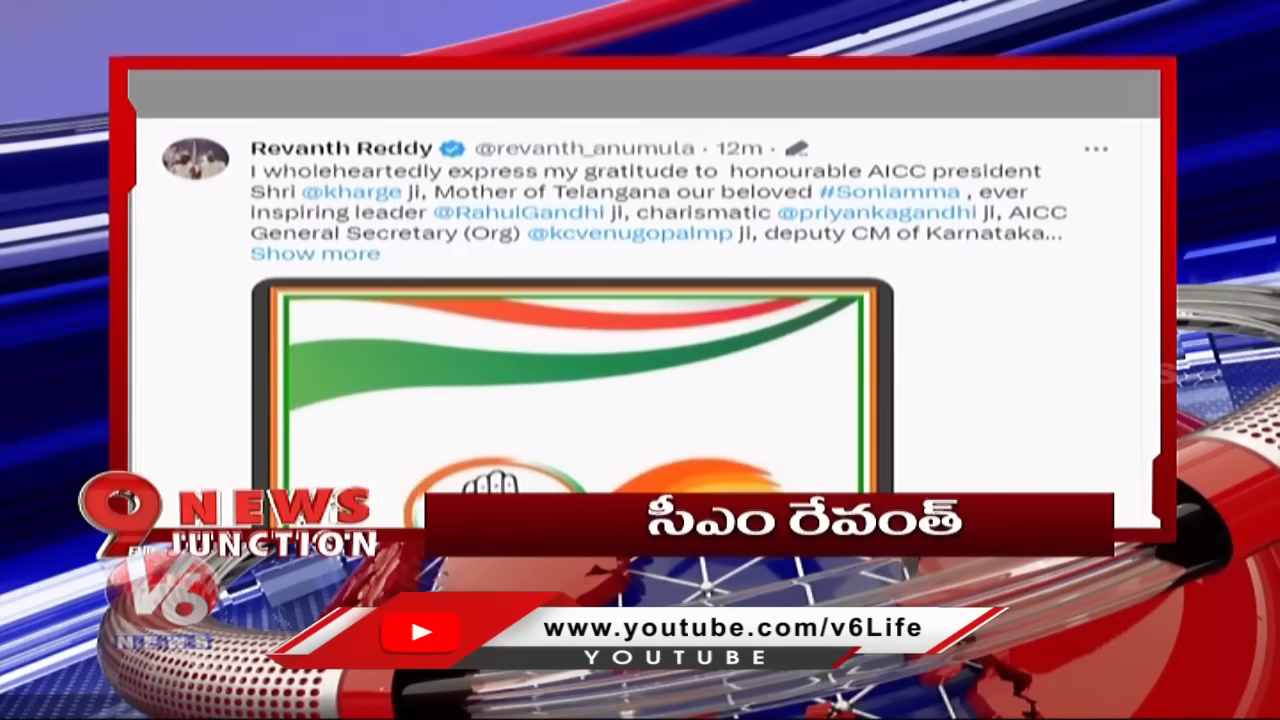 Revanth Reddy @revanth_anumula · 12m ·
I wholeheartedly express my gratitude to honourable AICC president
Shri @kharge ji, Mother of Telangana our beloved #Soniamma , ever
inspiring leader @RahulGandhi ji, charismatic @priyankagandhi ji, AICC
General Secretary (Org) @kcvenugopalmp ji, deputy CM of Karnataka...
Show more
9
NEWS
JUNCTION
సీఎం రేవంత్
V6
NEWS
www.youtube.com/v6Life
YOUTUBE